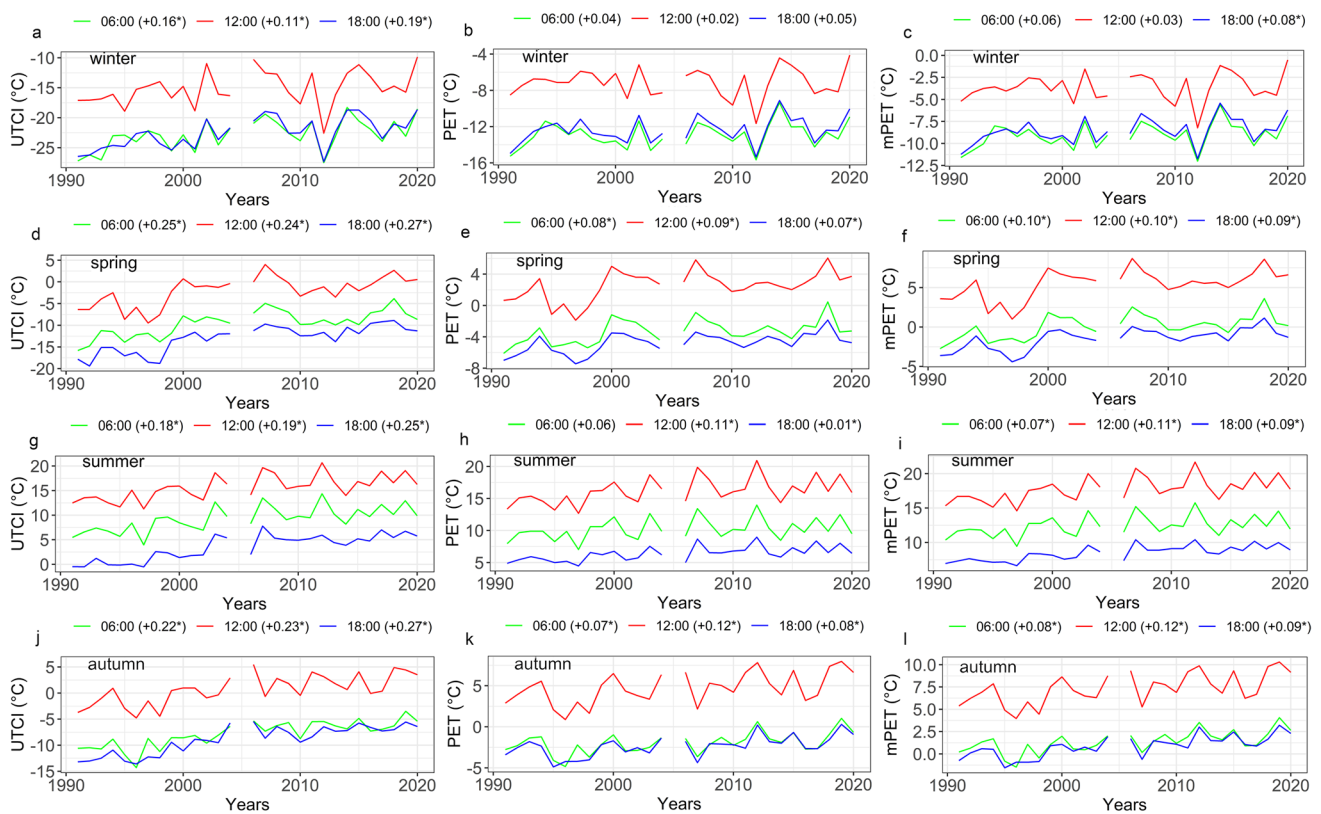 06:00 (+0.16*) 12:00 (+0.11*) 18:00 (+0.19*)
06:00 (+0.04) 12:00 (+0.02) 18:00 (+0.05)
06:00 (+0.06) 12:00 (+0.03) 18:00 (+0.08*)
a
winter
UTCI (°C)
-10
-15
-20
-25
1990 2000 2010 2020
Years
b
winter
PET (°C)
-4
-8
-12
-16
1990 2000 2010 2020
Years
c
winter
mPET (°C)
0.0
-2.5
-5.0
-7.5
-10.0
-12.5
1990 2000 2010 2020
Years
06:00 (+0.25*) 12:00 (+0.24*) 18:00 (+0.27*)
06:00 (+0.08*) 12:00 (+0.09*) 18:00 (+0.07*)
06:00 (+0.10*) 12:00 (+0.10*) 18:00 (+0.09*)
d
spring
UTCI (°C)
5
0
-5
-10
-15
-20
1990 2000 2010 2020
Years
e
spring
PET (°C)
4
0
-4
-8
1990 2000 2010 2020
Years
f
spring
mPET (°C)
5
0
-5
1990 2000 2010 2020
Years
06:00 (+0.18*) 12:00 (+0.19*) 18:00 (+0.25*)
06:00 (+0.06) 12:00 (+0.11*) 18:00 (+0.01*)
06:00 (+0.07*) 12:00 (+0.11*) 18:00 (+0.09*)
g
summer
UTCI (°C)
20
15
10
5
0
1990 2000 2010 2020
Years
h
summer
PET (°C)
20
15
10
5
1990 2000 2010 2020
Years
i
summer
mPET (°C)
20
15
10
1990 2000 2010 2020
Years
06:00 (+0.22*) 12:00 (+0.23*) 18:00 (+0.27*)
06:00 (+0.07*) 12:00 (+0.12*) 18:00 (+0.08*)
06:00 (+0.08*) 12:00 (+0.12*) 18:00 (+0.09*)
j
autumn
UTCI (°C)
5
0
-5
-10
-15
1990 2000 2010 2020
Years
k
autumn
PET (°C)
5
0
-5
1990 2000 2010 2020
Years
l
autumn
mPET (°C)
10.0
7.5
5.0
2.5
0.0
1990 2000 2010 2020
Years